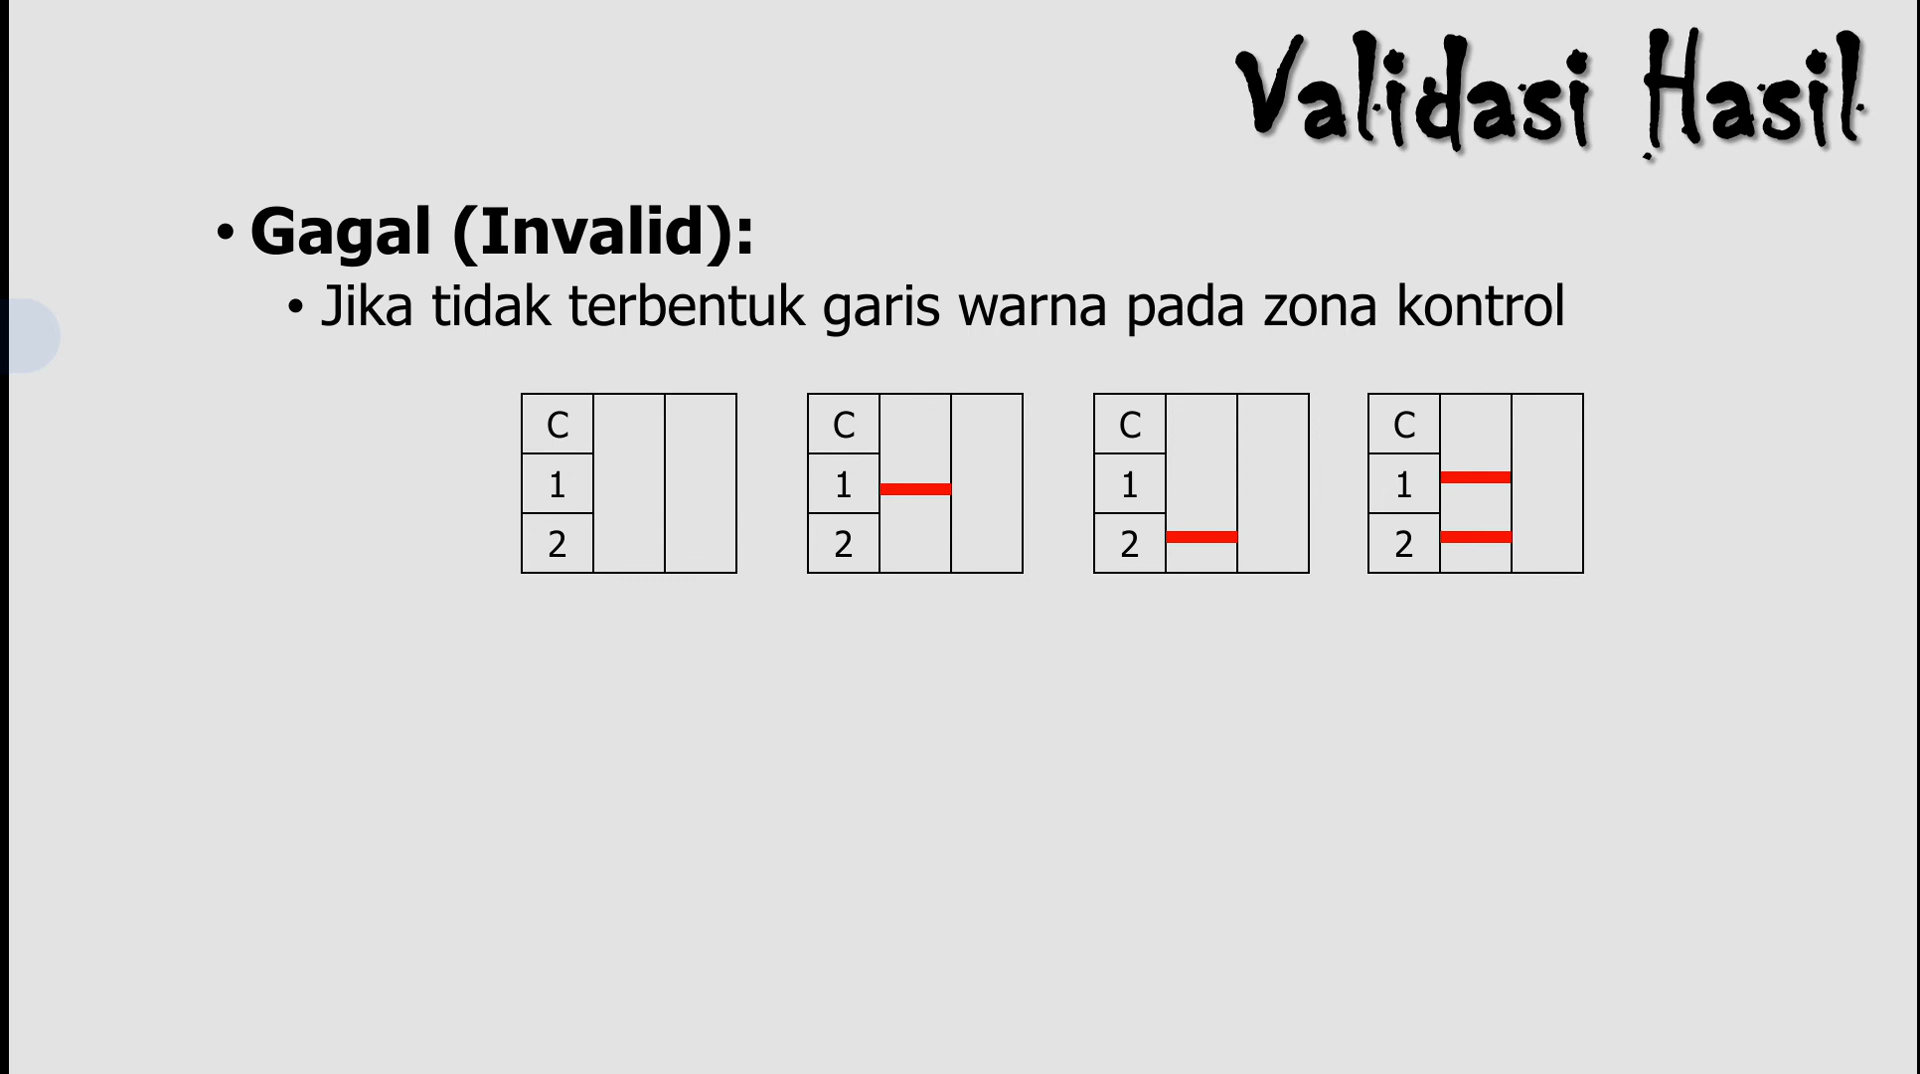 Validasi Hasil
• Gagal (Invalid):
• Jika tidak terbentuk garis warna pada zona kontrol
C C C C
1 1 1 1
2 2 2 2